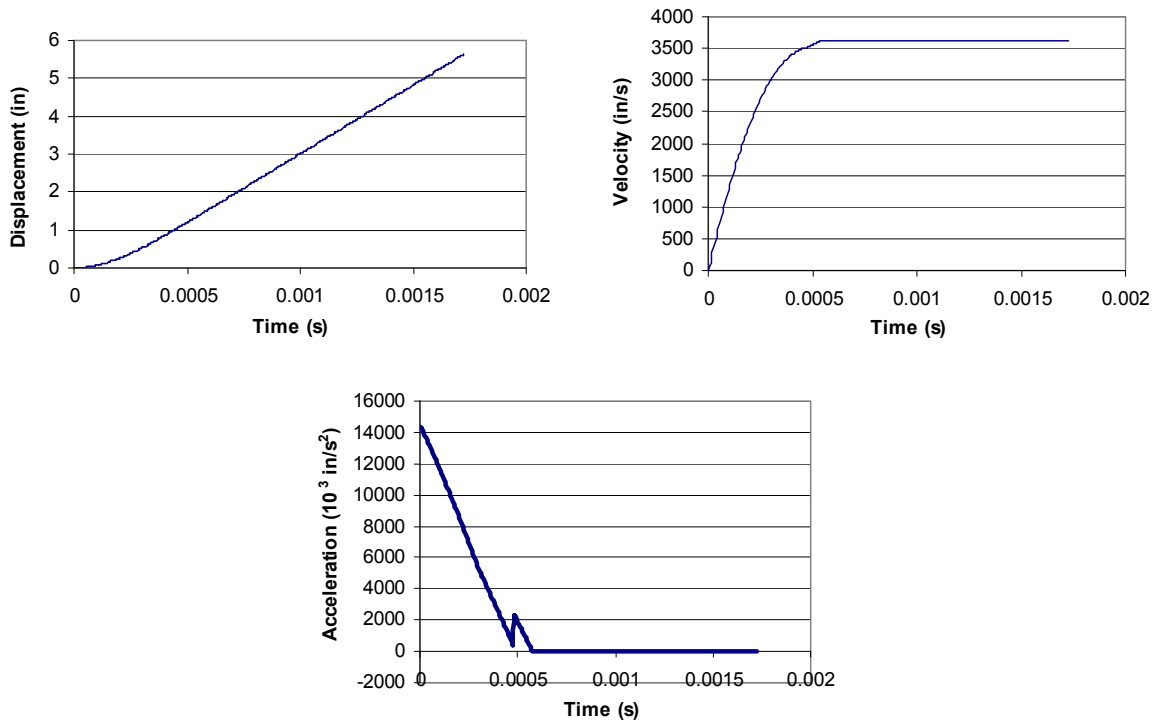 6
5
4
3
2
1
0
Displacement (in)
0 0.0005 0.001 0.0015 0.002
Time (s)
4000
3500
3000
2500
2000
1500
1000
500
0
Velocity (in/s)
0 0.0005 0.001 0.0015 0.002
Time (s)
16000
14000
12000
10000
8000
6000
4000
2000
0
-2000
Acceleration (10³ in/s²)
0 0.0005 0.001 0.0015 0.002
Time (s)